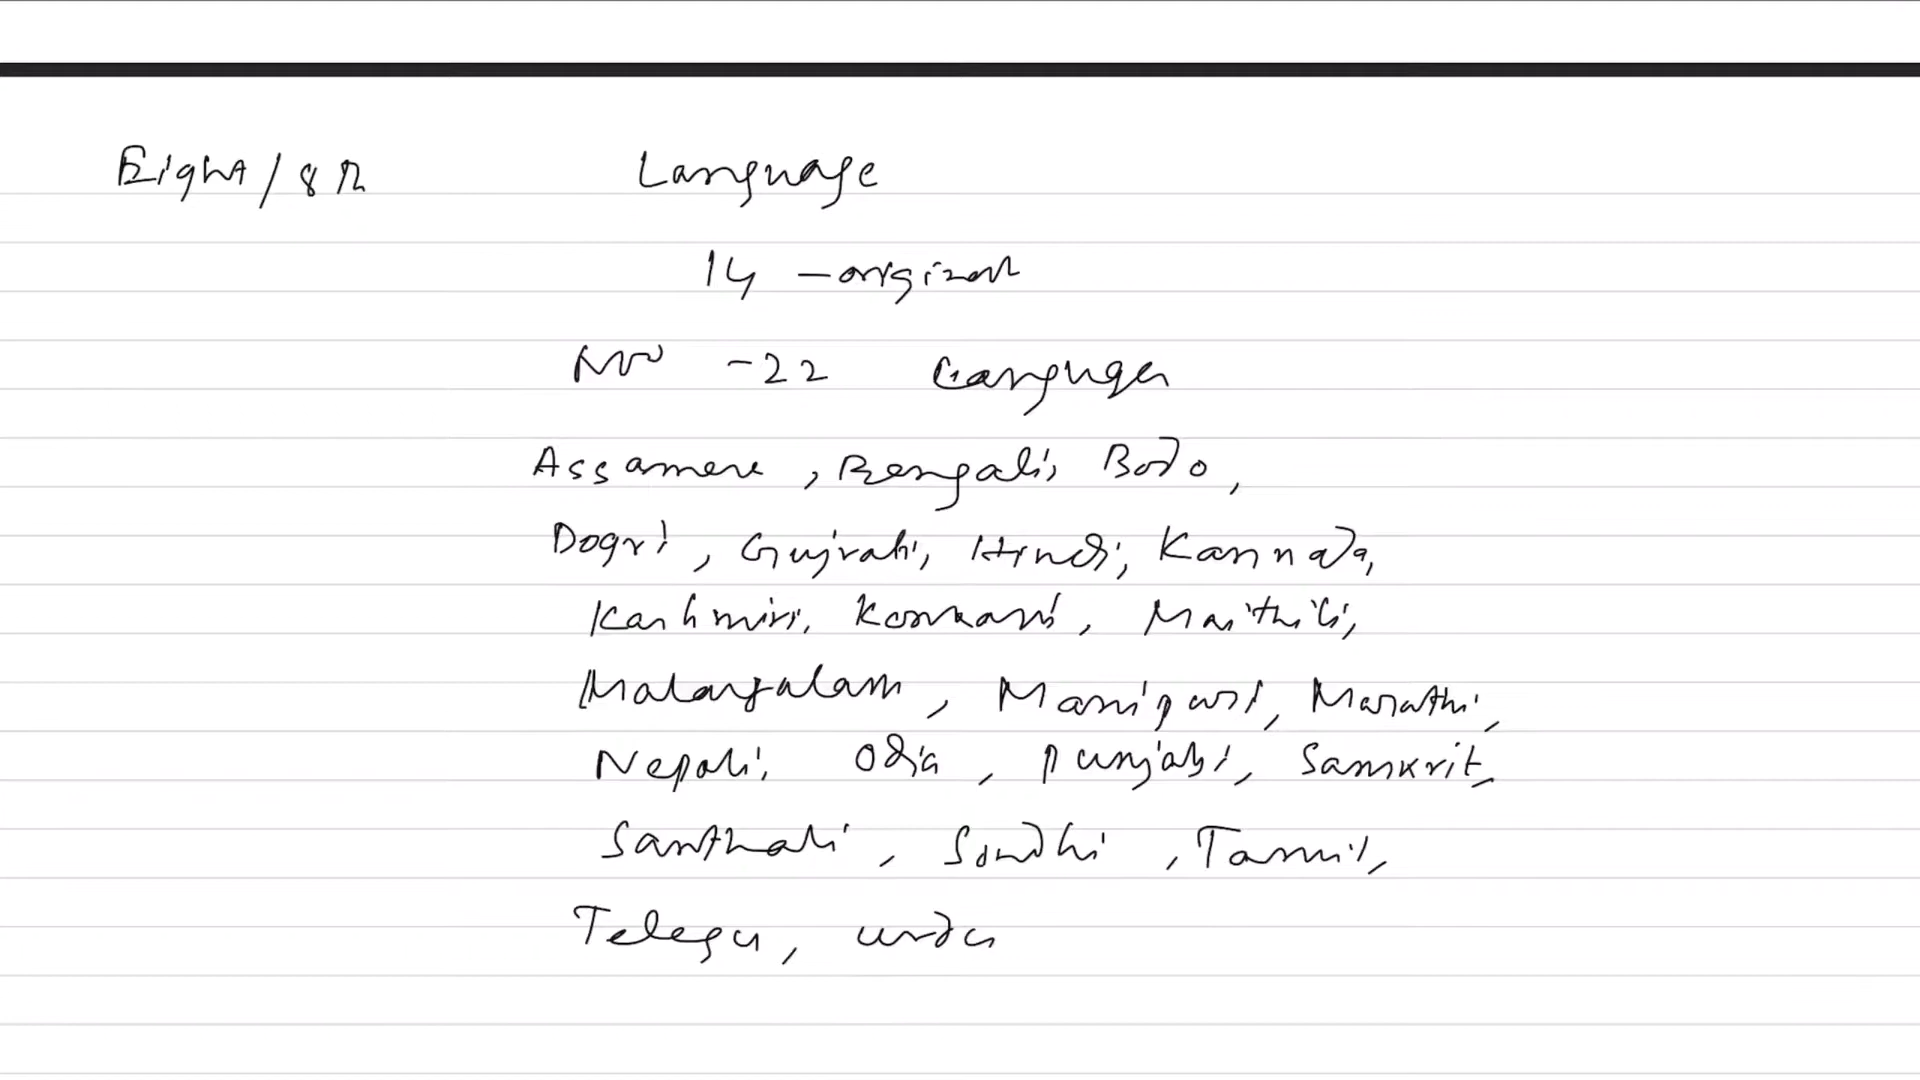 Eight / 8th Language
14 - original
Now - 22 Languages
Assamese, Bengali, Bodo,
Dogri, Gujrati, Hindi, Kannada,
Kashmiri, Konkani, Maithili,
Malayalam, Manipuri, Marathi,
Nepali, Odia, Punjabi, Sanskrit,
Santhali, Sindhi, Tamil,
Telegu, urdu